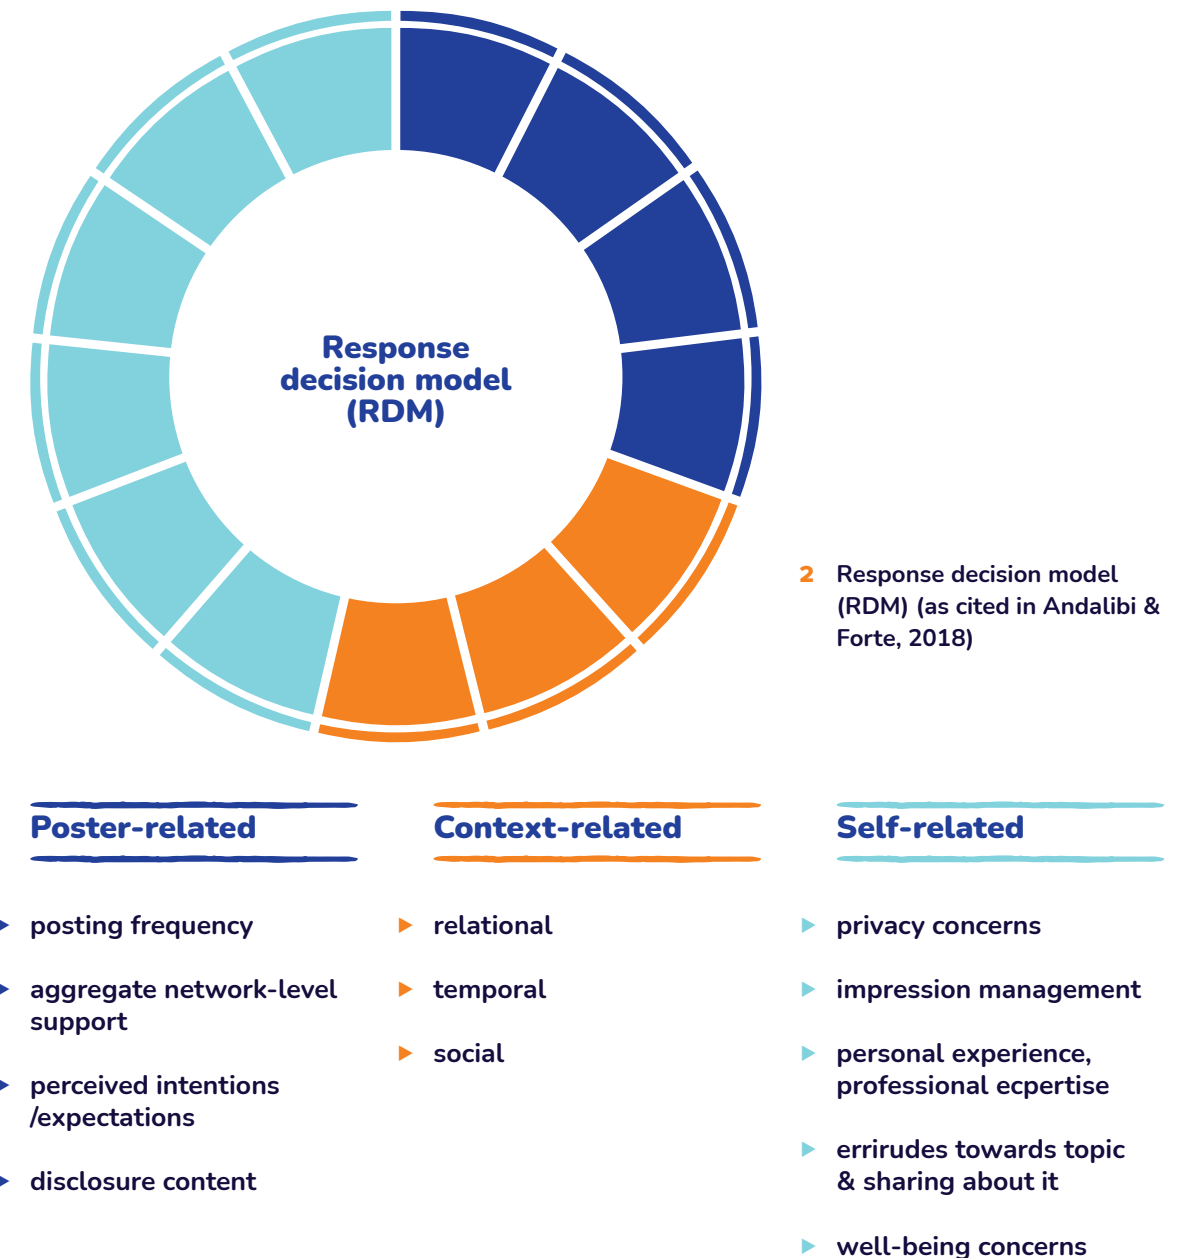 Response
decision model
(RDM)
2 Response decision model
(RDM) (as cited in Andalibi &
Forte, 2018)
Poster-related
posting frequency
aggregate network-level
support
perceived intentions
/expectations
disclosure content
Context-related
relational
temporal
social
Self-related
privacy concerns
impression management
personal experience,
professional ecpertise
errirudes towards topic
& sharing about it
well-being concerns